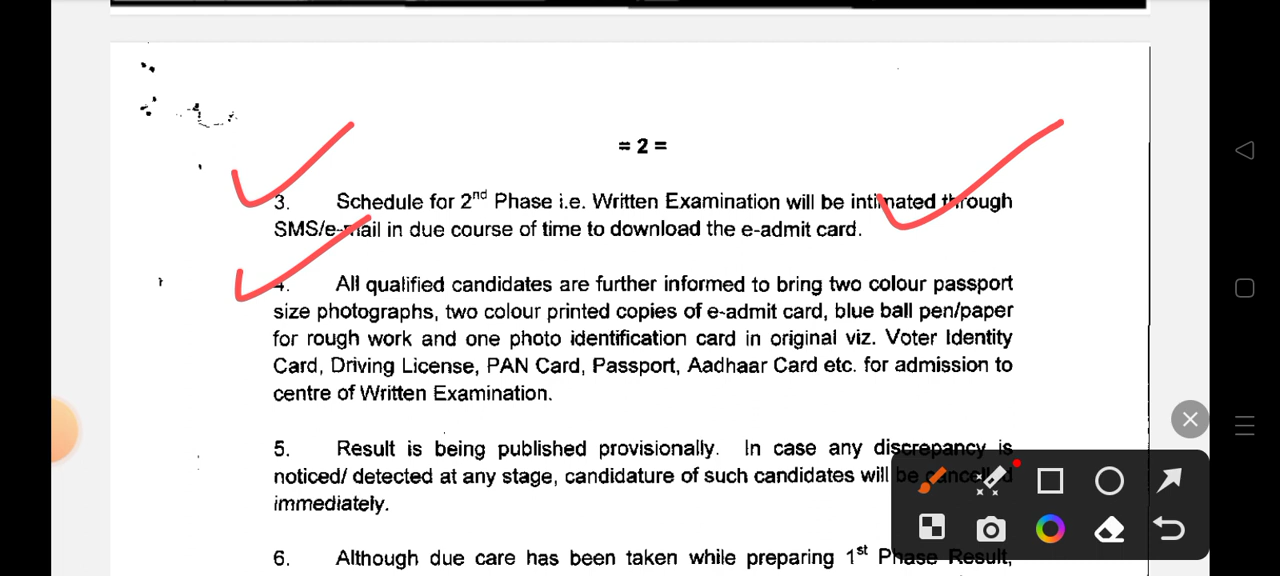 = 2 =
3. Schedule for 2nd Phase i.e. Written Examination will be intimated through
SMS/e-mail in due course of time to download the e-admit card.
4. All qualified candidates are further informed to bring two colour passport
size photographs, two colour printed copies of e-admit card, blue ball pen/paper
for rough work and one photo identification card in original viz. Voter Identity
Card, Driving License, PAN Card, Passport, Aadhaar Card etc. for admission to
centre of Written Examination.
5. Result is being published provisionally. In case any discrepancy is
noticed/ detected at any stage, candidature of such candidates will be cancelled
immediately.
6. Although due care has been taken while preparing 1st Phase Result,